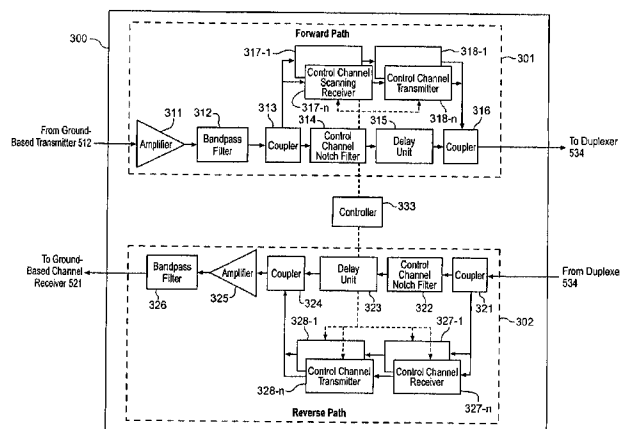 300
Forward Path
301
317-1
318-1
Control Channel
Scanning
Receiver
Control Channel
Transmitter
317-n
318-n
311
312
313
314
315
316
From Ground-
Based Transmitter 512
Amplifier
Bandpass
Filter
Coupler
Control
Channel
Notch Filter
Delay
Unit
Coupler
To Duplexer
534
Controller
333
To Ground-
Based Channel
Receiver 521
Bandpass
Filter
Amplifier
Coupler
Delay
Unit
Control
Channel
Notch Filter
Coupler
From Duplexe
534
326
325
324
323
322
321
302
328-1
327-1
Control Channel
Transmitter
Control Channel
Receiver
328-n
327-n
Reverse Path